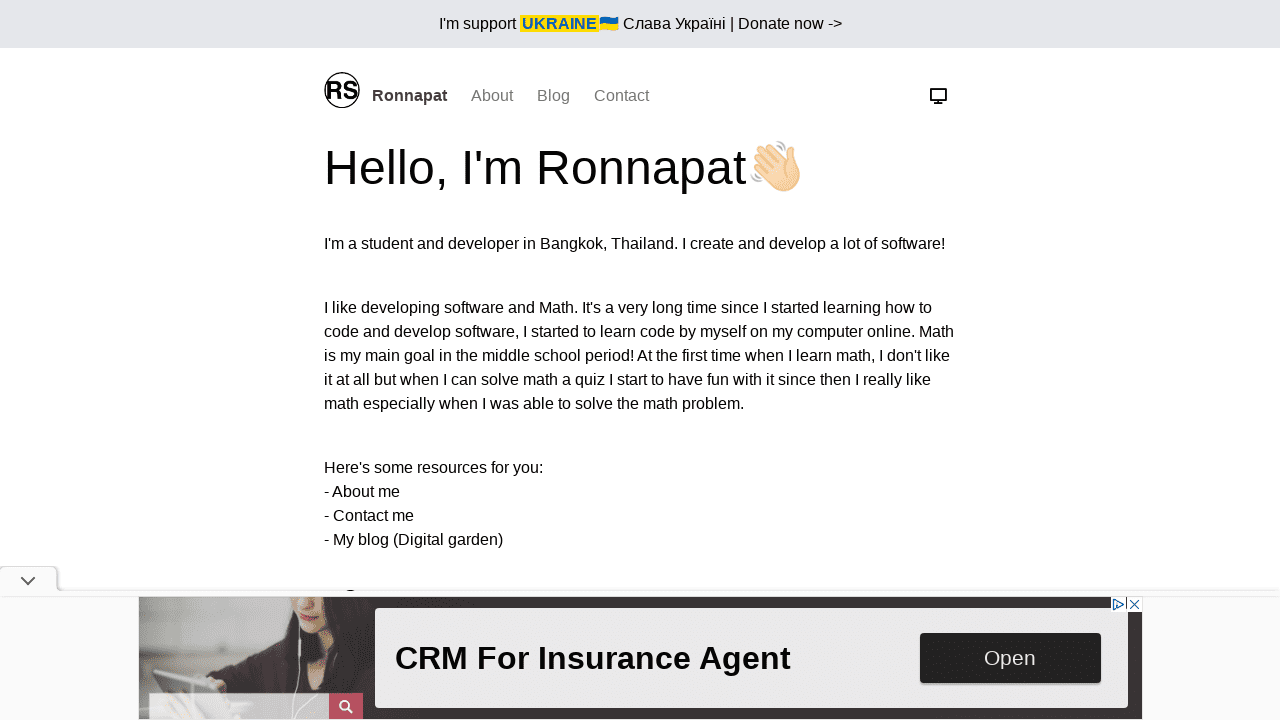 I'm support UKRAINE🇺🇦 Слава Україні | Donate now ->
RS Ronnapat About Blog Contact
Hello, I'm Ronnapat👋🏻
I'm a student and developer in Bangkok, Thailand. I create and develop a lot of software!
I like developing software and Math. It's a very long time since I started learning how to
code and develop software, I started to learn code by myself on my computer online. Math
is my main goal in the middle school period! At the first time when I learn math, I don't like
it at all but when I can solve math a quiz I start to have fun with it since then I really like
math especially when I was able to solve the math problem.
Here's some resources for you:
- About me
- Contact me
- My blog (Digital garden)
CRM For Insurance Agent
Open